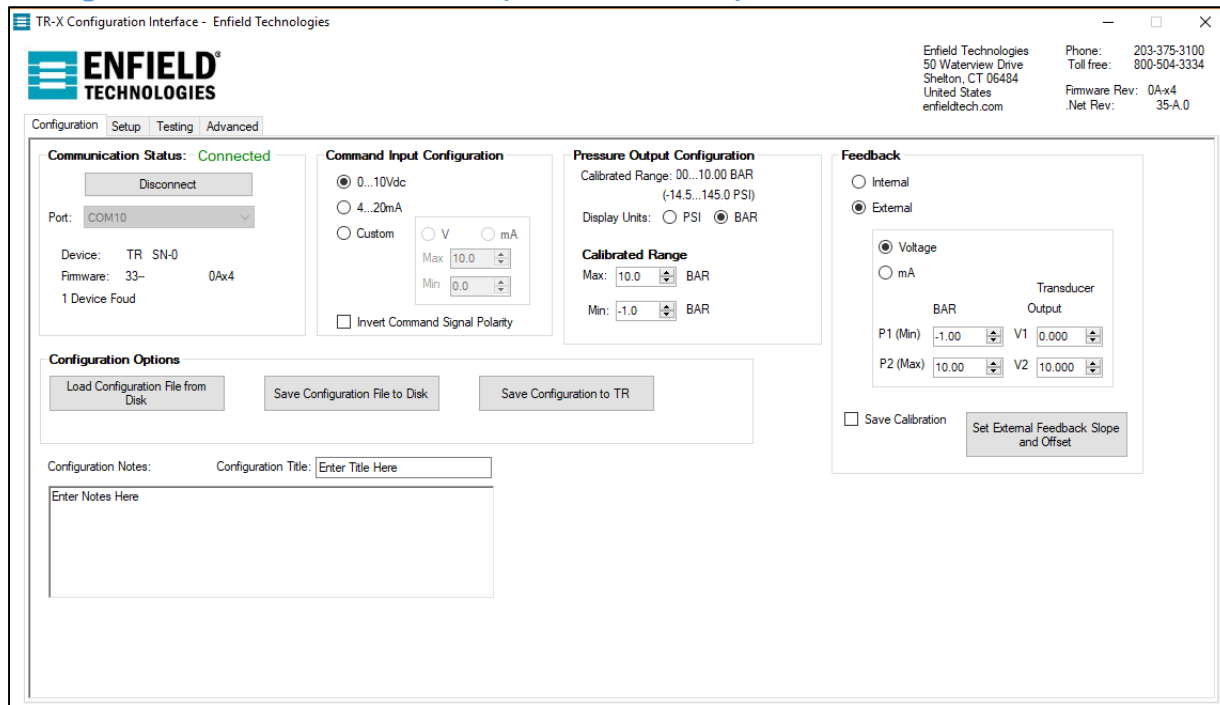 TR-X Configuration Interface - Enfield Technologies
ENFIELD®
TECHNOLOGIES
Enfield Technologies
50 Waterview Drive
Shelton, CT 06484
United States
enfieldtech.com
Phone: 203-375-3100
Toll free: 800-504-3334
Firmware Rev: 0A-x4
.Net Rev: 35-A.0
Configuration Setup Testing Advanced
Communication Status: Connected
Disconnect
Port: COM10
Device: TR SN-0
Firmware: 33-- 0Ax4
1 Device Foud
Command Input Configuration
0...10Vdc
4...20mA
Custom
V mA
Max 10.0
Min 0.0
Invert Command Signal Polarity
Pressure Output Configuration
Calibrated Range: 00...10.00 BAR
(-14.5...145.0 PSI)
Display Units: PSI BAR
Calibrated Range
Max: 10.0 BAR
Min: -1.0 BAR
Feedback
Internal
External
Voltage
mA
Transducer
BAR Output
P1 (Min) -1.00 V1 0.000
P2 (Max) 10.00 V2 10.000
Save Calibration
Set External Feedback Slope
and Offset
Configuration Options
Load Configuration File from
Disk
Save Configuration File to Disk
Save Configuration to TR
Configuration Notes: Configuration Title: Enter Title Here
Enter Notes Here